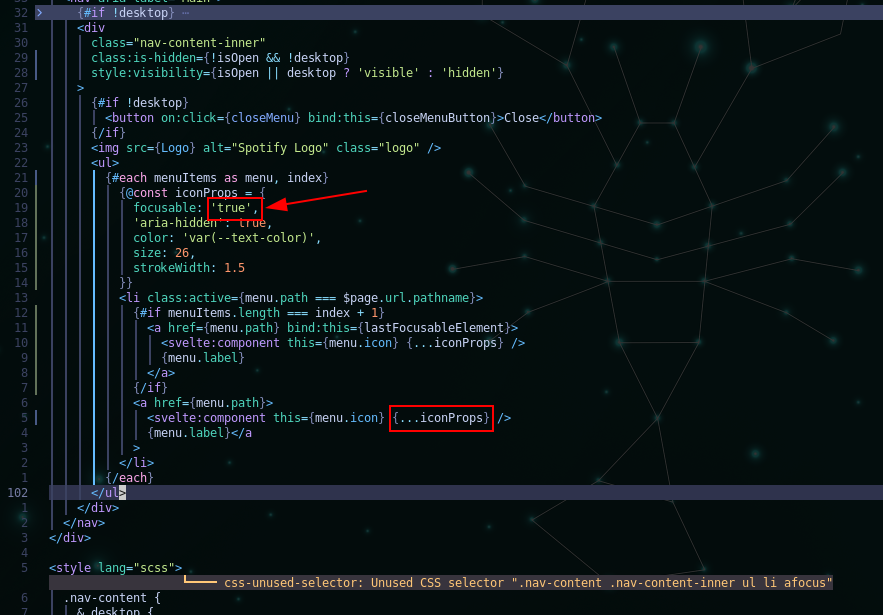 <nav aria-label="Main">
32 > {#if !desktop} ⋯
31 <div
30 class="nav-content-inner"
29 class:is-hidden={!isOpen && !desktop}
28 style:visibility={isOpen || desktop ? 'visible' : 'hidden'}
27 >
26 {#if !desktop}
25 <button on:click={closeMenu} bind:this={closeMenuButton}>Close</button>
24 {/if}
23 <img src={Logo} alt="Spotify Logo" class="logo" />
22 <ul>
21 {#each menuItems as menu, index}
20 {@const iconProps = {
19 focusable: 'true',
18 'aria-hidden': true,
17 color: 'var(--text-color)',
16 size: 26,
15 strokeWidth: 1.5
14 }}
13 <li class:active={menu.path === $page.url.pathname}>
12 {#if menuItems.length === index + 1}
11 <a href={menu.path} bind:this={lastFocusableElement}>
10 <svelte:component this={menu.icon} {...iconProps} />
9 {menu.label}
8 </a>
7 {/if}
6 <a href={menu.path}>
5 <svelte:component this={menu.icon} {...iconProps} />
4 {menu.label}</a
3 >
2 </li>
1 {/each}
102 </ul>
1 </div>
2 </nav>
3 </div>
4
5 <style lang="scss">
css-unused-selector: Unused CSS selector ".nav-content .nav-content-inner ul li afocus"
6 .nav-content {
7 &.desktop {